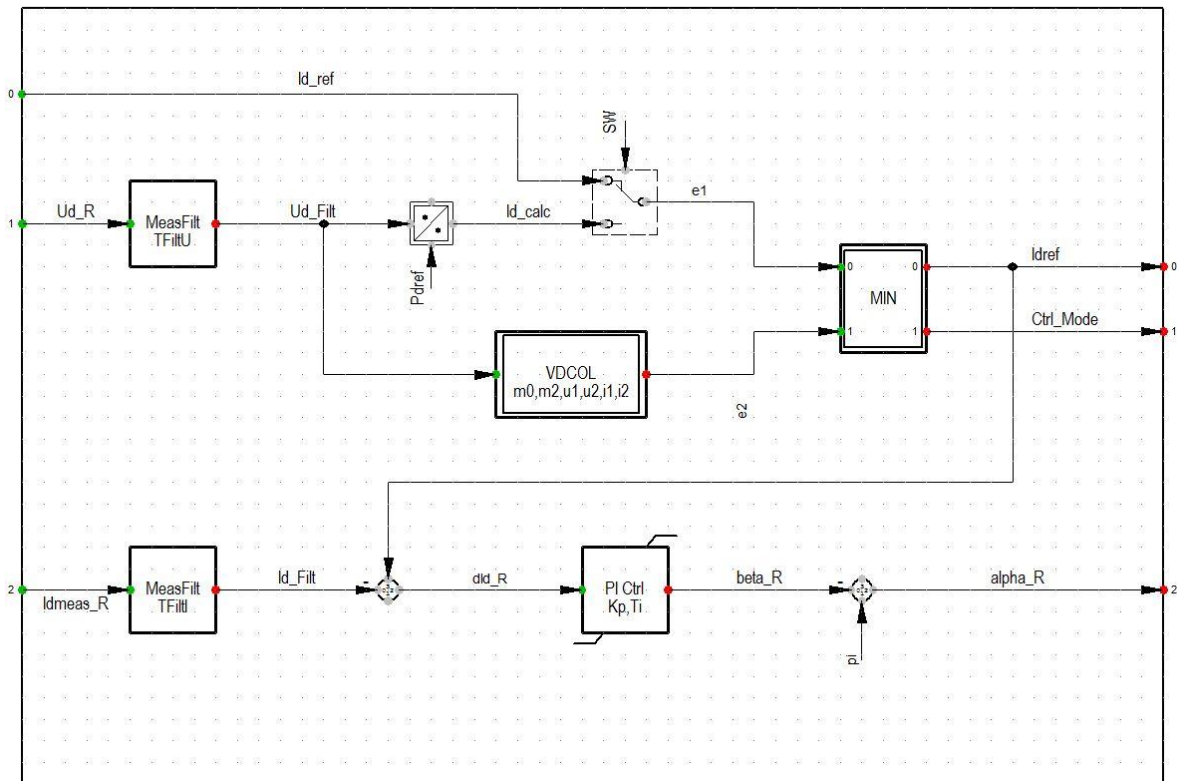 Id_ref
0
SW
e1
Ud_R
MeasFilt
TFiltU
Ud_Filt
Id_calc
1
Pdref
0
0
MIN
1
1
Idref
0
Ctrl_Mode
1
VDCOL
m0,m2,u1,u2,i1,i2
e2
2
Idmeas_R
MeasFilt
TFiltI
Id_Filt
-
dId_R
PI Ctrl
Kp,Ti
beta_R
-
alpha_R
2
pi